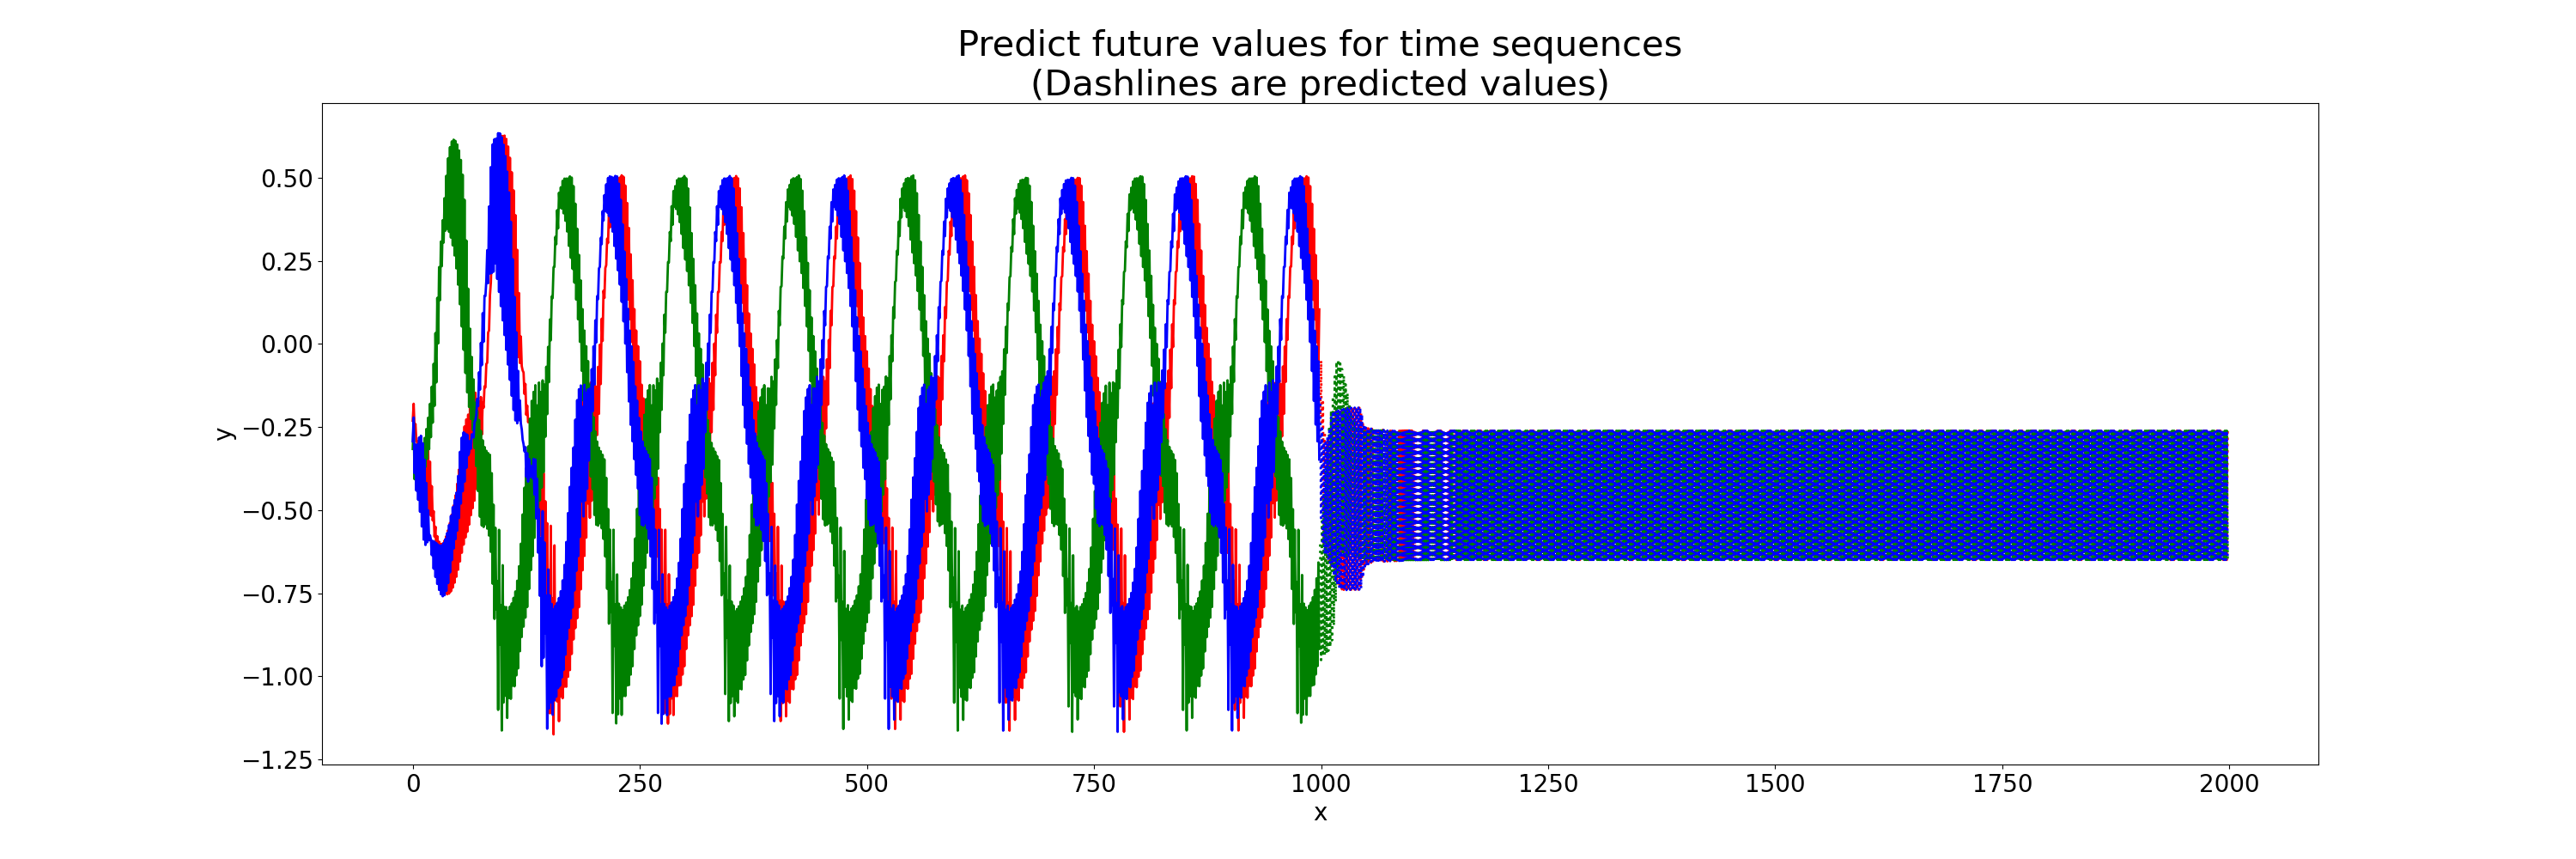 Predict future values for time sequences
(Dashlines are predicted values)
y
0.50
0.25
0.00
−0.25
−0.50
−0.75
−1.00
−1.25
0 250 500 750 1000 1250 1500 1750 2000
x